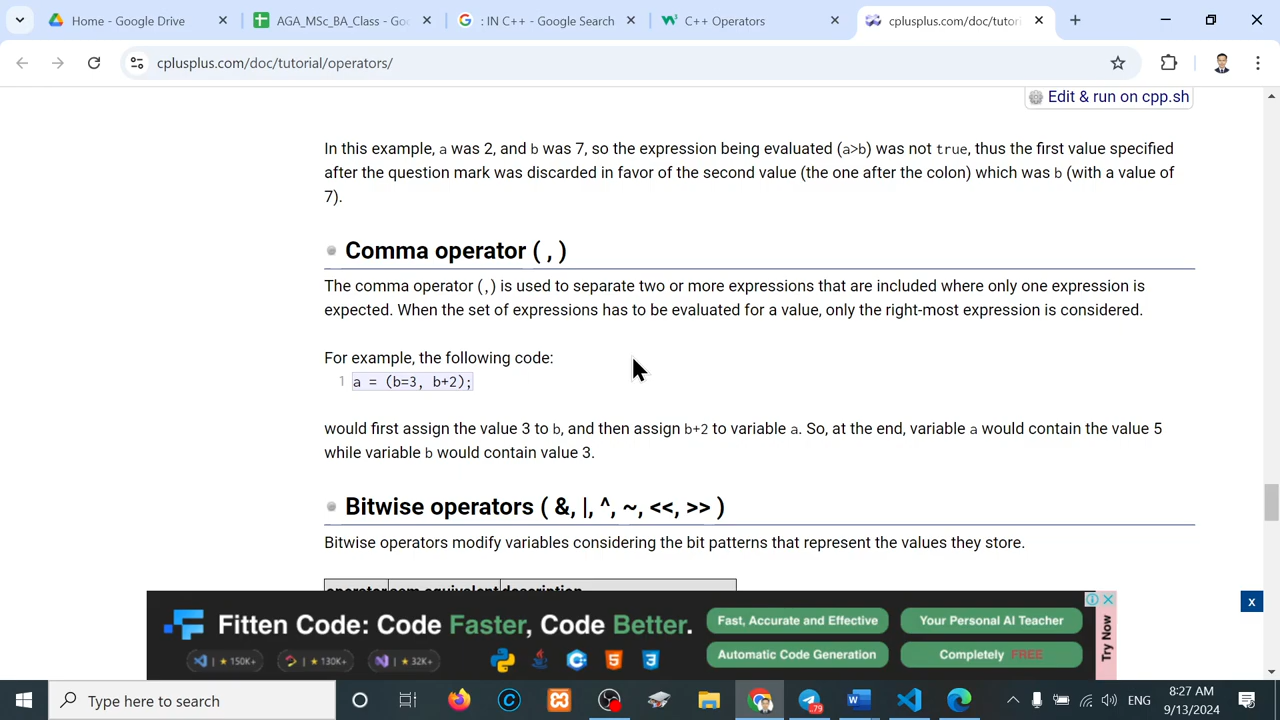 Home - Google Drive
AGA_MSc_BA_Class - Goo
: IN C++ - Google Search
C++ Operators
cplusplus.com/doc/tutori
cplusplus.com/doc/tutorial/operators/
Edit & run on cpp.sh
In this example, a was 2, and b was 7, so the expression being evaluated (a>b) was not true, thus the first value specified
after the question mark was discarded in favor of the second value (the one after the colon) which was b (with a value of
7).
Comma operator ( , )
The comma operator (,) is used to separate two or more expressions that are included where only one expression is
expected. When the set of expressions has to be evaluated for a value, only the right-most expression is considered.
For example, the following code:
1 a = (b=3, b+2);
would first assign the value 3 to b, and then assign b+2 to variable a. So, at the end, variable a would contain the value 5
while variable b would contain value 3.
Bitwise operators ( &, |, ^, ~, <<, >> )
Bitwise operators modify variables considering the bit patterns that represent the values they store.
operator asm equivalent description
Fitten Code: Code Faster, Code Better.
Fast, Accurate and Effective
Your Personal AI Teacher
| ★ 150K+
| ★ 130K+
| ★ 32K+
Automatic Code Generation
Completely FREE
Try Now
x
Type here to search
.79
ENG
8:27 AM
9/13/2024